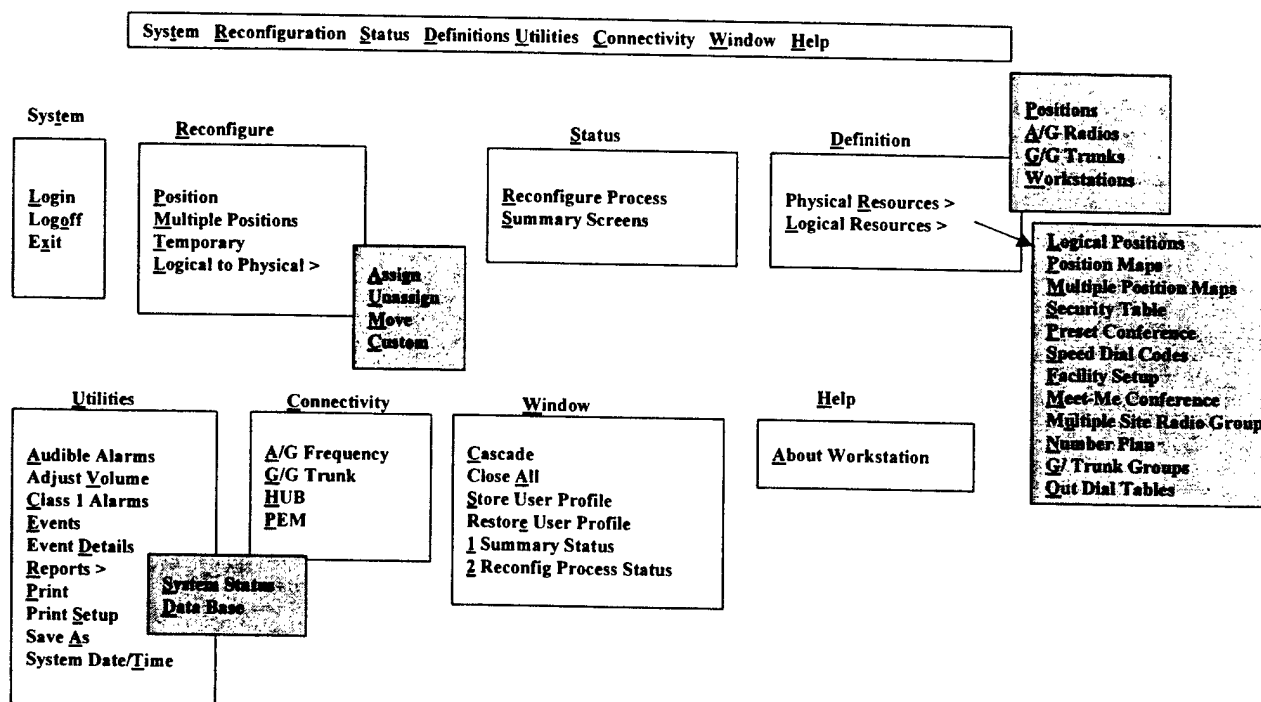 System Reconfiguration Status Definitions Utilities Connectivity Window Help
System
Login
Logoff
Exit
Reconfigure
Position
Multiple Positions
Temporary
Logical to Physical >
Assign
Unassign
Move
Custom
Status
Reconfigure Process
Summary Screens
Definition
Physical Resources >
Logical Resources >
Positions
A/G Radios
G/G Trunks
Workstations
Logical Positions
Position Maps
Multiple Position Maps
Security Table
Preset Conference
Speed Dial Codes
Facility Setup
Meet-Me Conference
Multiple Site Radio Group
Number Plan
G/ Trunk Groups
Out Dial Tables
Utilities
Audible Alarms
Adjust Volume
Class 1 Alarms
Events
Event Details
Reports >
Print
Print Setup
Save As
System Date/Time
System Status
Data Base
Connectivity
A/G Frequency
G/G Trunk
HUB
PEM
Window
Cascade
Close All
Store User Profile
Restore User Profile
1 Summary Status
2 Reconfig Process Status
Help
About Workstation